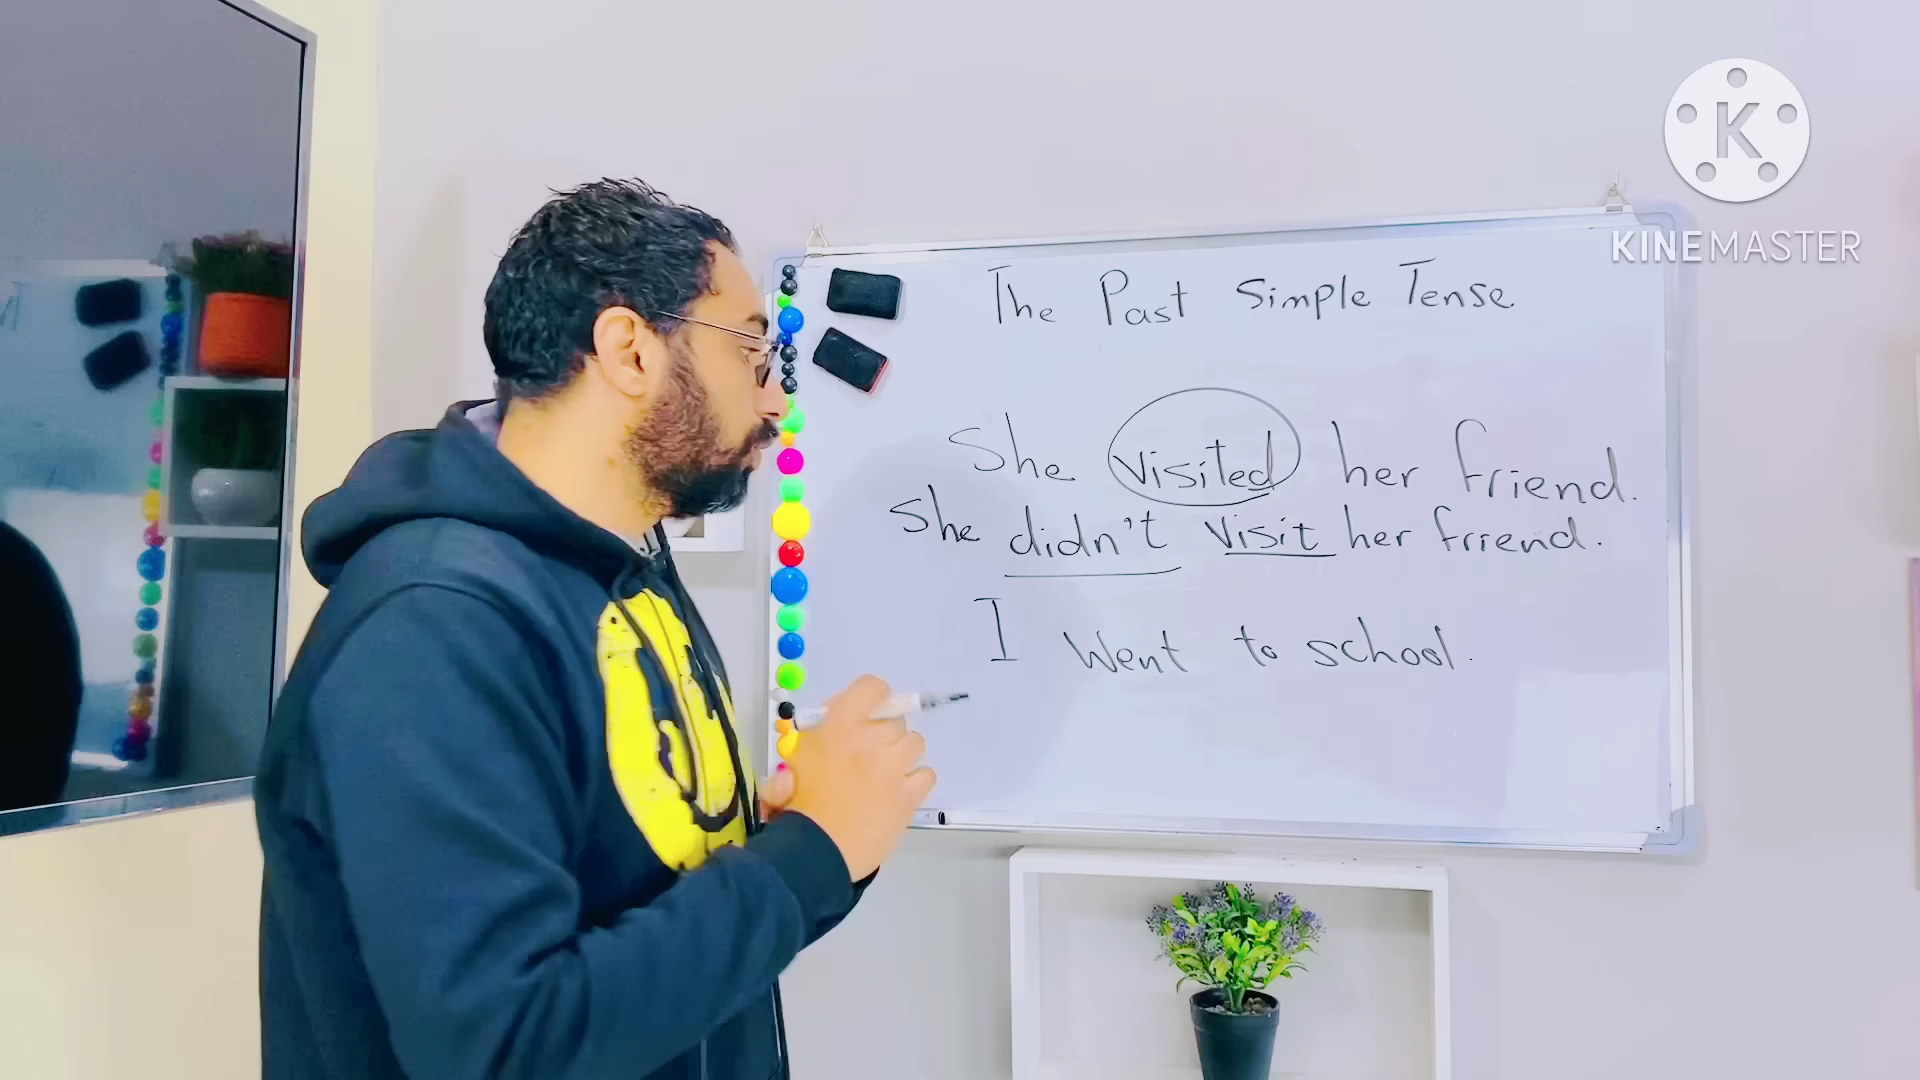 K
KINEMASTER
The Past Simple Tense
She visited her friend.
She didn't visit her friend.
I went to school.